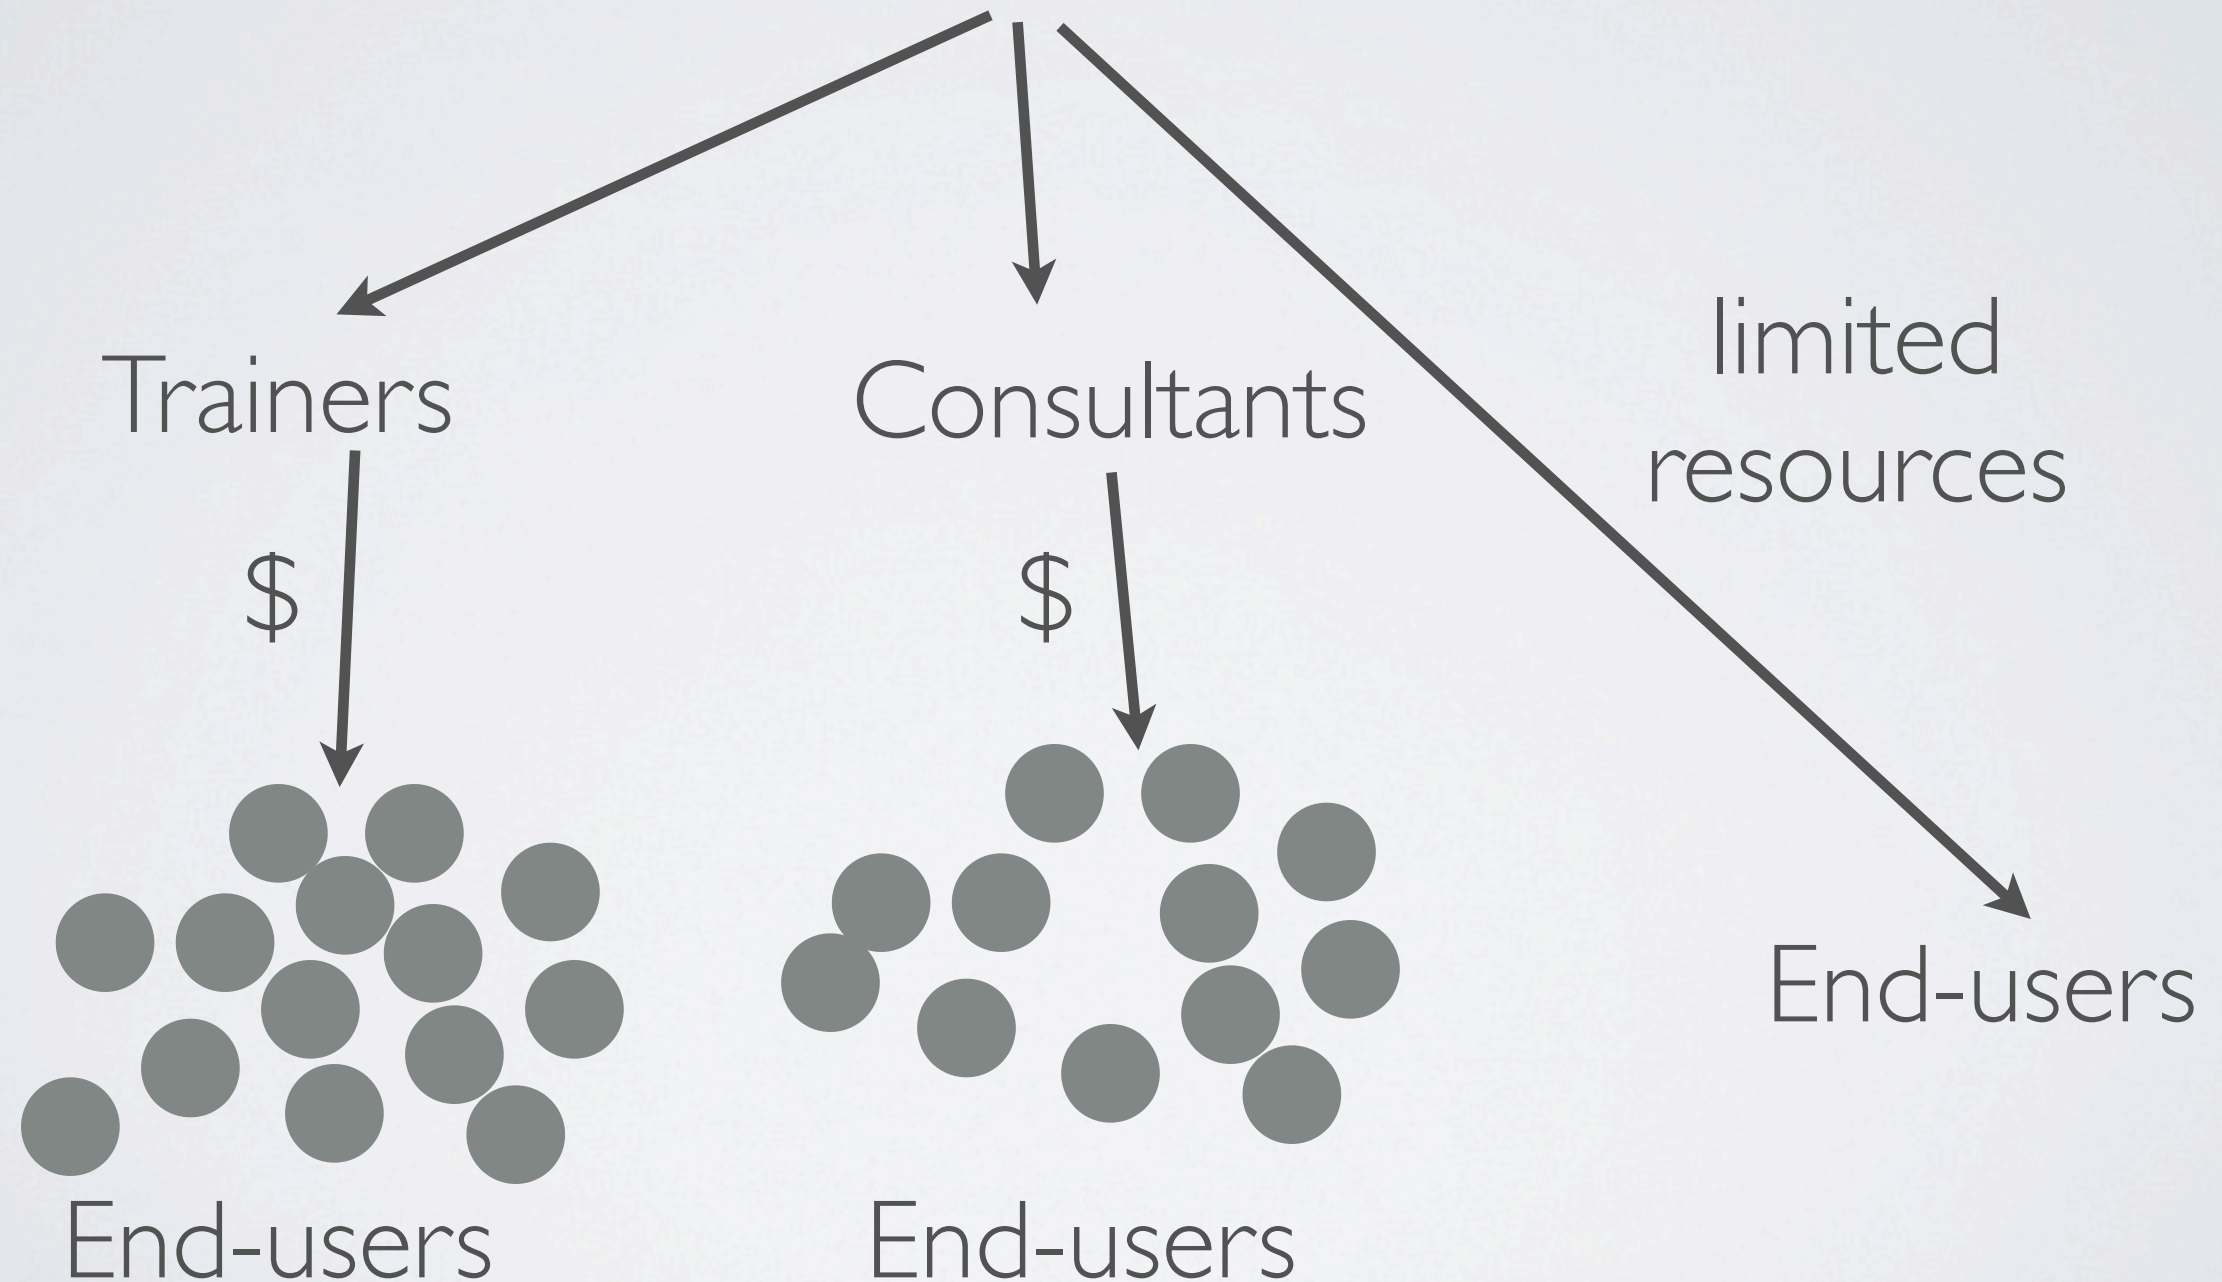 Trainers
Consultants
limited
resources
$
$
End-users
End-users
End-users